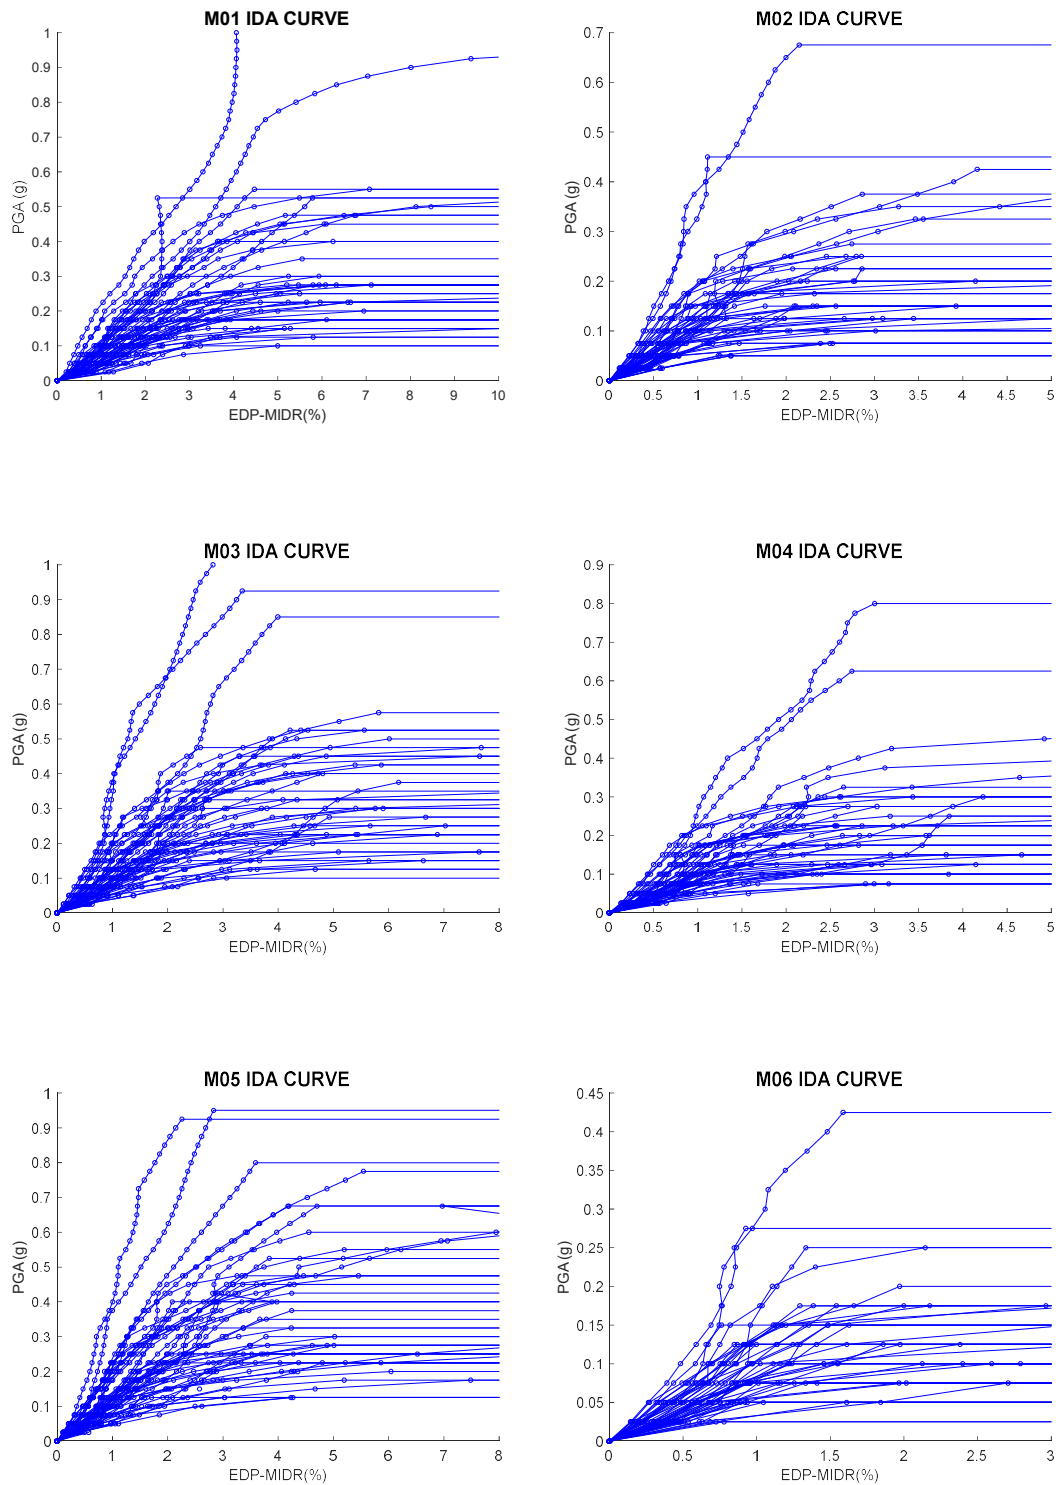 M01 IDA CURVE
1
0.9
0.8
0.7
0.6
0.5
0.4
0.3
0.2
0.1
0
PGA (g)
0 1 2 3 4 5 6 7 8 9 10
EDP-MIDR(%)
M02 IDA CURVE
0.7
0.6
0.5
0.4
0.3
0.2
0.1
0
PGA (g)
0 0.5 1 1.5 2 2.5 3 3.5 4 4.5 5
EDP-MIDR(%)
M03 IDA CURVE
1
0.9
0.8
0.7
0.6
0.5
0.4
0.3
0.2
0.1
0
PGA (g)
0 1 2 3 4 5 6 7 8
EDP-MIDR(%)
M04 IDA CURVE
0.9
0.8
0.7
0.6
0.5
0.4
0.3
0.2
0.1
0
PGA (g)
0 0.5 1 1.5 2 2.5 3 3.5 4 4.5 5
EDP-MIDR(%)
M05 IDA CURVE
1
0.9
0.8
0.7
0.6
0.5
0.4
0.3
0.2
0.1
0
PGA (g)
0 1 2 3 4 5 6 7 8
EDP-MIDR(%)
M06 IDA CURVE
0.45
0.4
0.35
0.3
0.25
0.2
0.15
0.1
0.05
0
PGA (g)
0 0.5 1 1.5 2 2.5 3
EDP-MIDR(%)